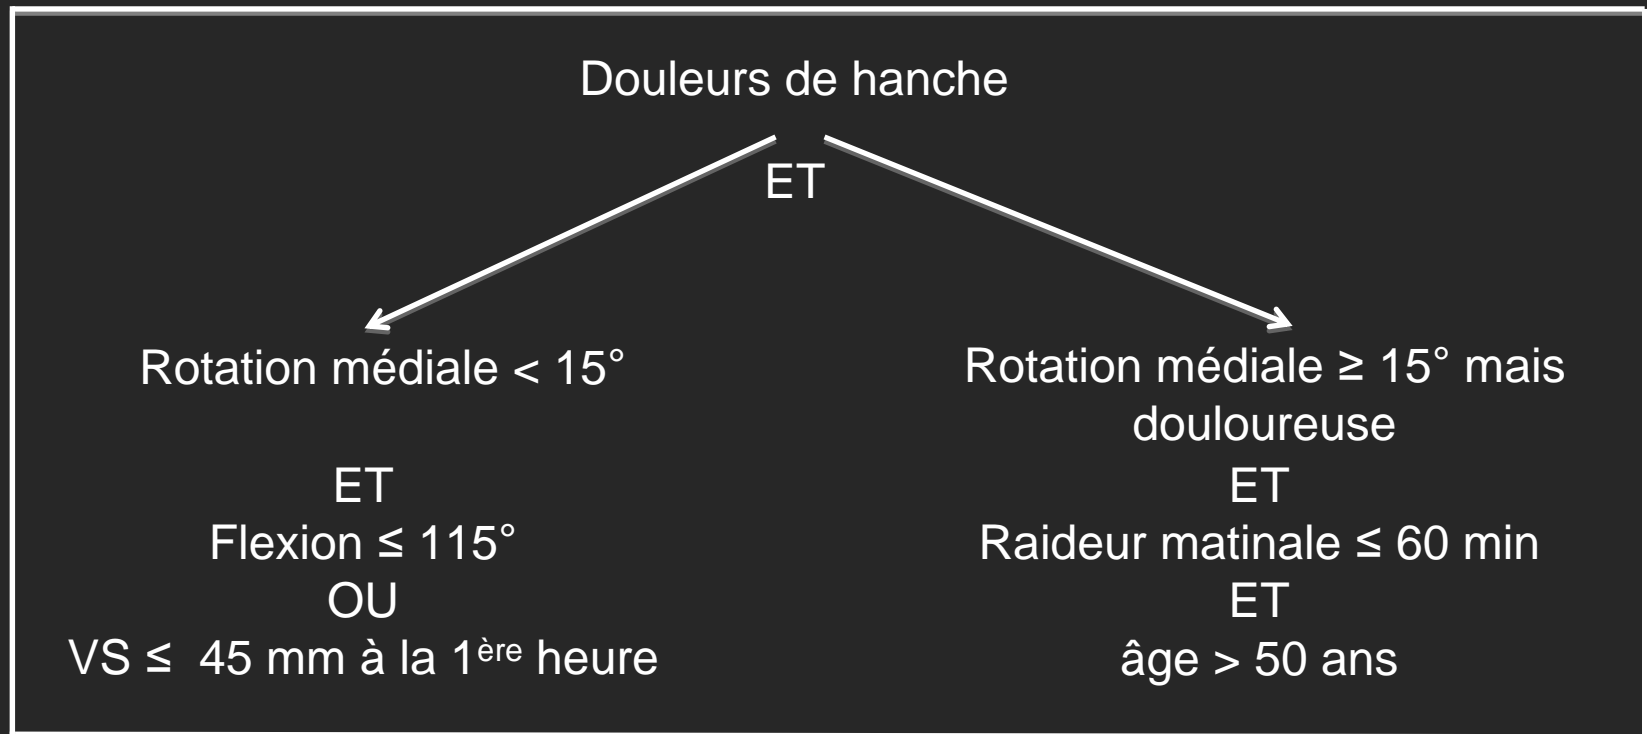 Douleurs de hanche
ET
Rotation médiale < 15°
ET
Flexion ≤ 115°
OU
VS ≤ 45 mm à la 1ère heure
Rotation médiale ≥ 15° mais
douloureuse
ET
Raideur matinale ≤ 60 min
ET
âge > 50 ans